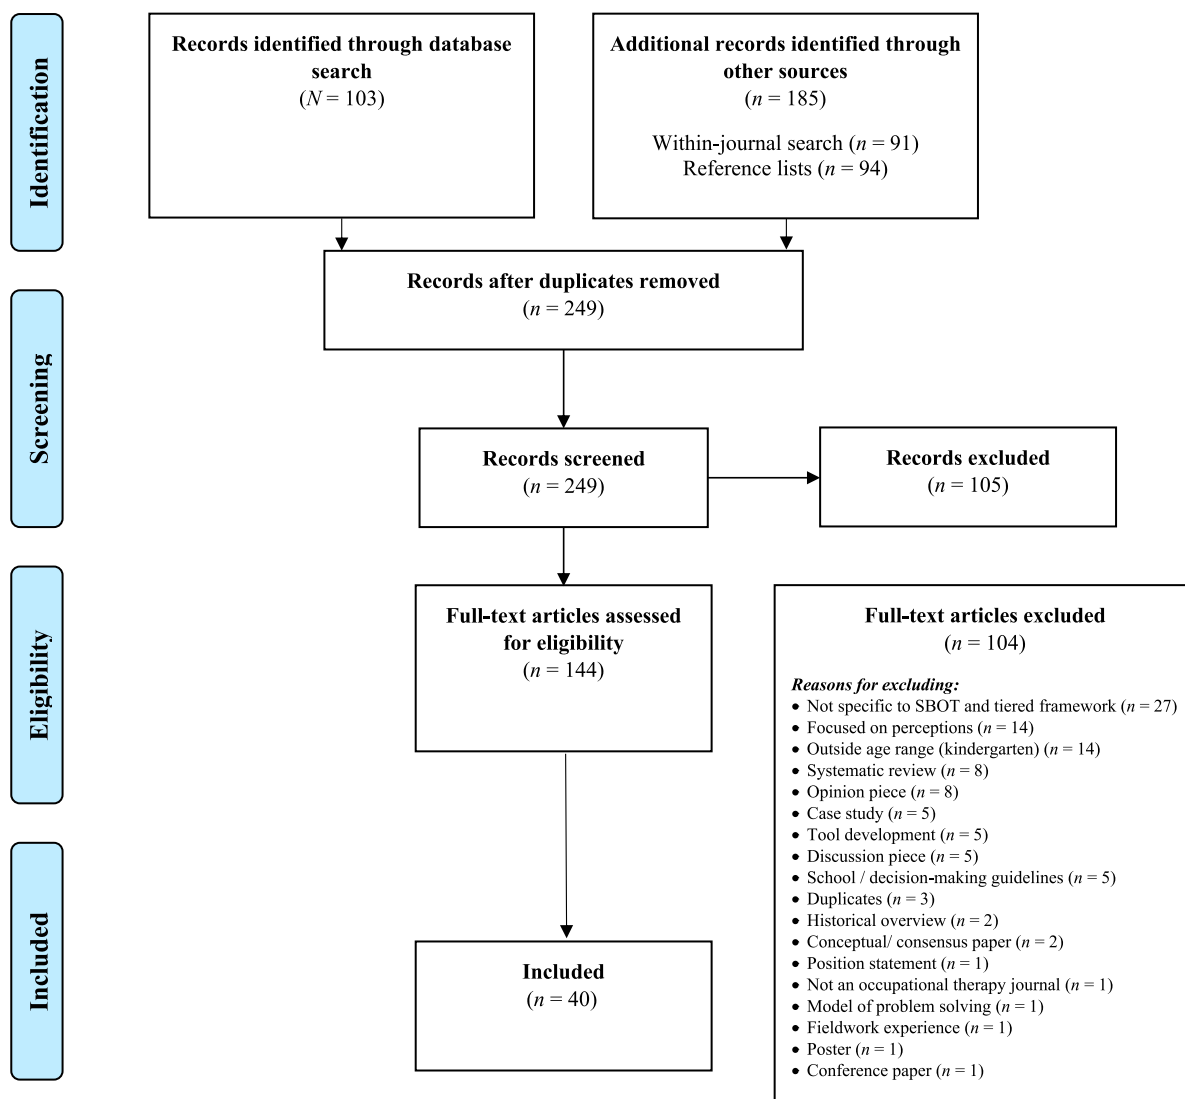 Identification
Records identified through database
search
(N = 103)
Additional records identified through
other sources
(n = 185)
Within-journal search (n = 91)
Reference lists (n = 94)
Records after duplicates removed
(n = 249)
Screening
Records screened
(n = 249)
Records excluded
(n = 105)
Eligibility
Full-text articles assessed
for eligibility
(n = 144)
Full-text articles excluded
(n = 104)
Reasons for excluding:
• Not specific to SBOT and tiered framework (n = 27)
• Focused on perceptions (n = 14)
• Outside age range (kindergarten) (n = 14)
• Systematic review (n = 8)
• Opinion piece (n = 8)
• Case study (n = 5)
• Tool development (n = 5)
• Discussion piece (n = 5)
• School / decision-making guidelines (n = 5)
• Duplicates (n = 3)
• Historical overview (n = 2)
• Conceptual/ consensus paper (n = 2)
• Position statement (n = 1)
• Not an occupational therapy journal (n = 1)
• Model of problem solving (n = 1)
• Fieldwork experience (n = 1)
• Poster (n = 1)
• Conference paper (n = 1)
Included
Included
(n = 40)